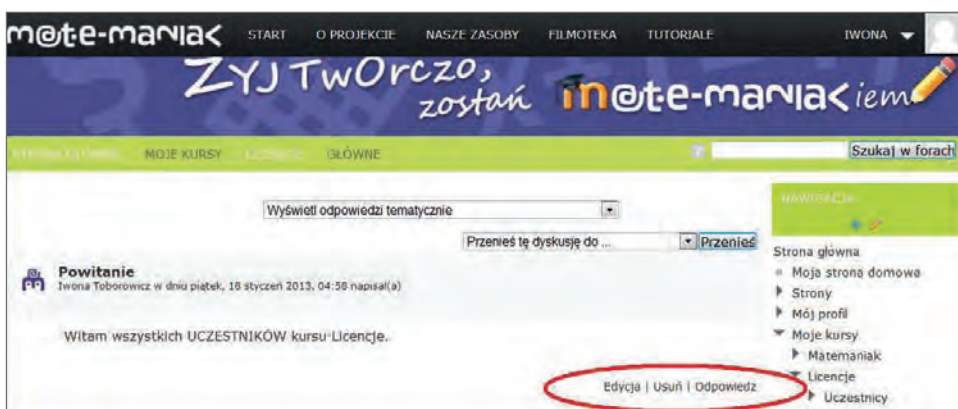 m@te-maniak START O PROJEKCIE NASZE ZASOBY FILMOTEKA TUTORIALE IWONA
ŻYJ TwOrczo,
zostań m@te-maniakiem
MOJE KURSY LICENCJE GŁÓWNE Szukaj w forach
NAWIGACJA
Wyświetl odpowiedzi tematycznie
Przenieś tę dyskusję do ... Przenieś
Powitanie
Iwona Toborowicz w dniu piątek, 18 styczeń 2013, 04:58 napisał(a)
Witam wszystkich UCZESTNIKÓW kursu-Licencje.
Edycja | Usuń | Odpowiedz
Strona główna
Moja strona domowa
Strony
Mój profil
Moje kursy
Matemaniak
Licencje
Uczestnicy